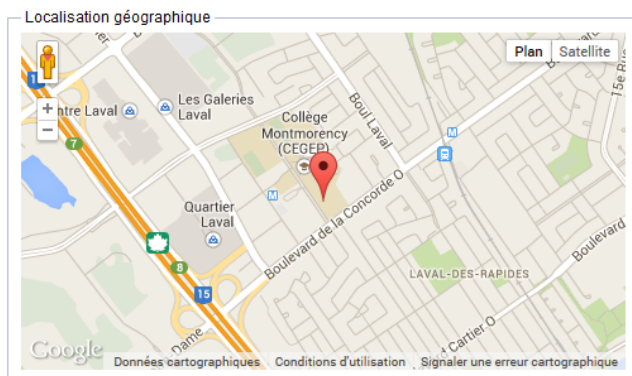 Localisation géographique
Plan
Satellite
15e Rue
+
-
Centre Laval
Les Galeries
Laval
Boul Laval
Collège
Montmorency
(CEGEP)
M
7
M
Quartier
Laval
Boulevard de la Concorde O
Boulevard
8
LAVAL-DES-RAPIDES
15
Dame
Cartier O
Google
Données cartographiques
Conditions d'utilisation
Signaler une erreur cartographique